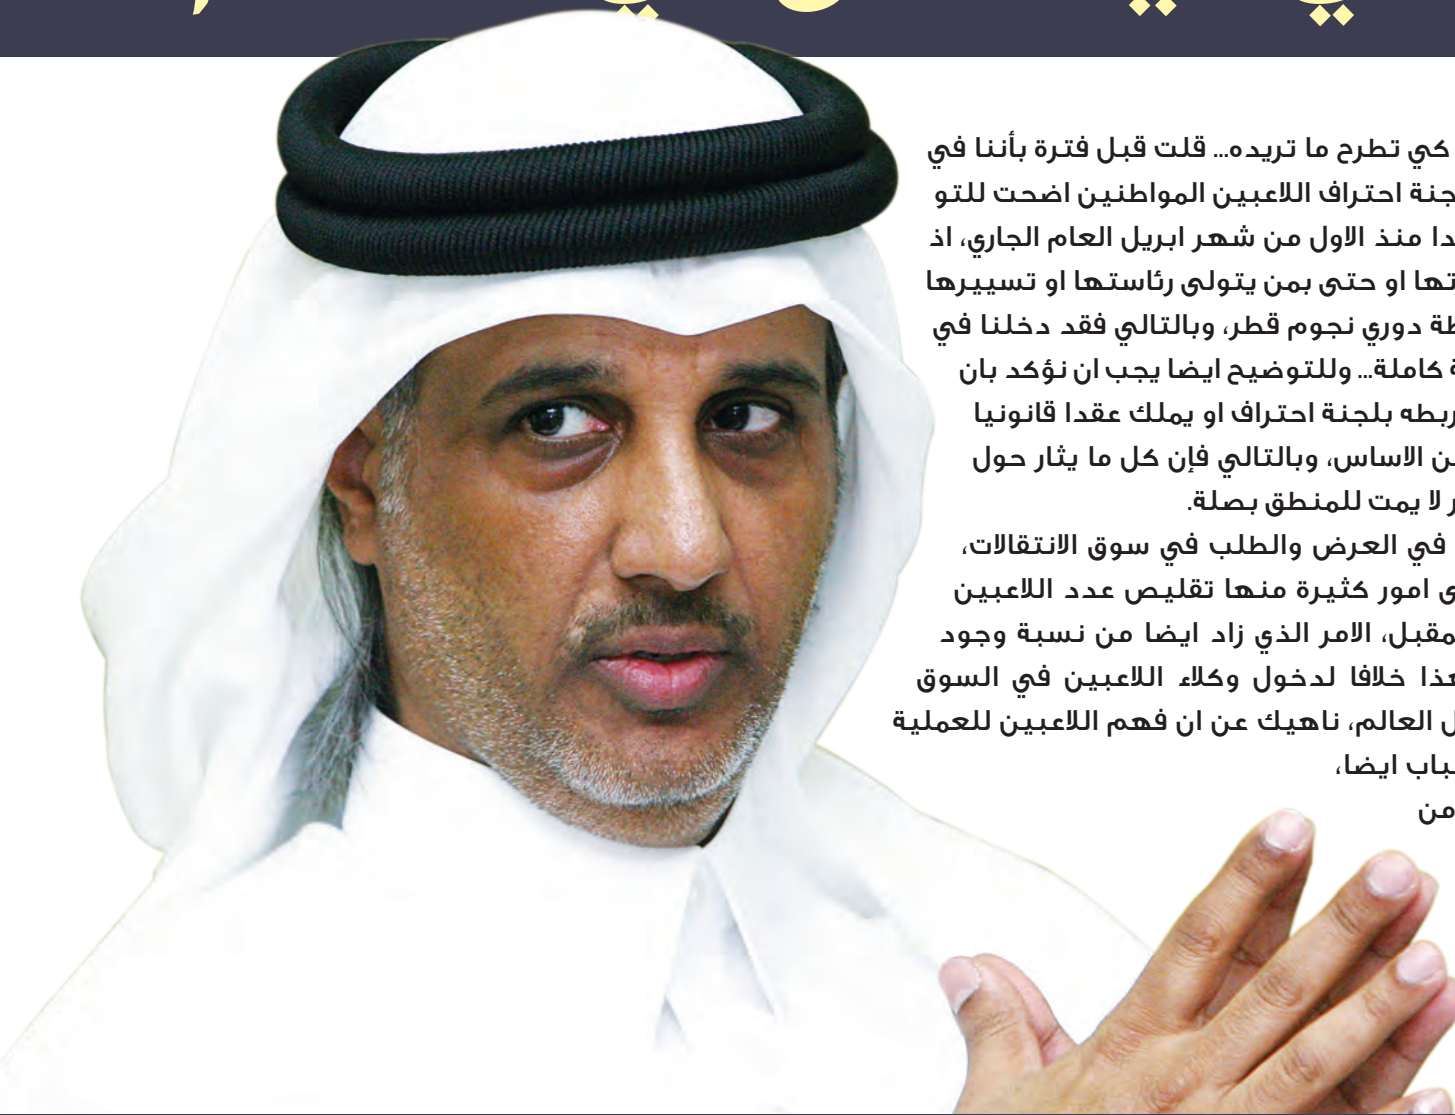 كي تطرح ما تريده... قلت قبل فترة بأننا في
جنة احتراف اللاعبين المواطنين اضحت للتو
دا منذ الاول من شهر ابريل العام الجاري، اذ
تها او حتى بمن يتولى رئاستها او تسييرها
طة دوري نجوم قطر، وبالتالي فقد دخلنا في
ة كاملة... وللتوضيح ايضا يجب ان نؤكد بان
ربطه بلجنة احتراف او يملك عقدا قانونيا
ن الاساس، وبالتالي فإن كل ما يثار حول
ر لا يمت للمنطق بصلة.
في العرض والطلب في سوق الانتقالات،
ى امور كثيرة منها تقليص عدد اللاعبين
مقبل، الامر الذي زاد ايضا من نسبة وجود
هذا خلافا لدخول وكلاء اللاعبين في السوق
ل العالم، ناهيك عن ان فهم اللاعبين للعملية
باب ايضا،
من